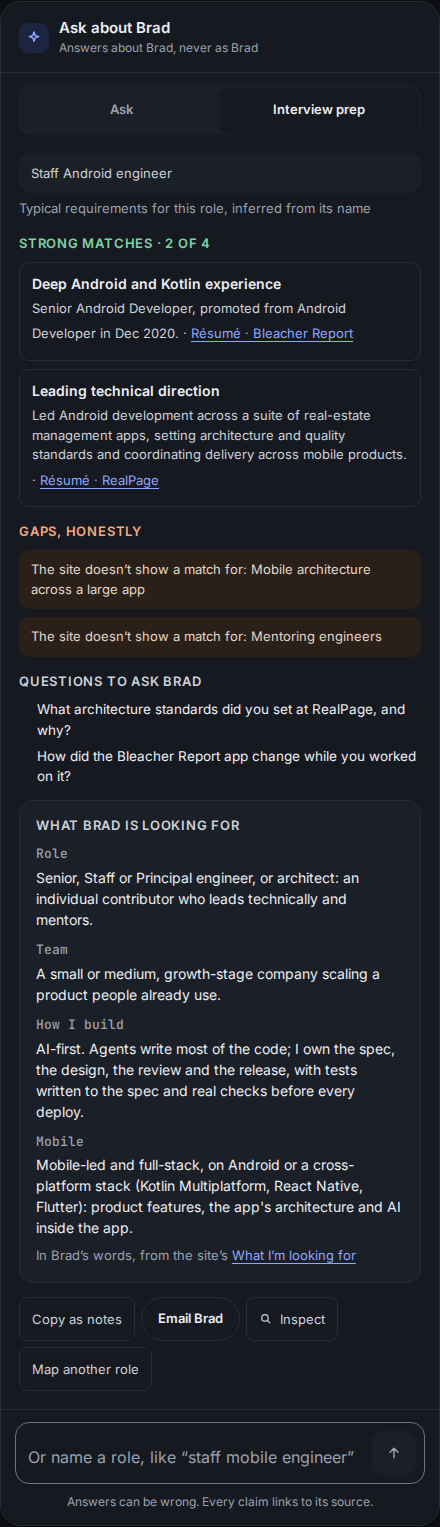 Ask about Brad
Answers about Brad, never as Brad
Ask
Interview prep
Staff Android engineer
Typical requirements for this role, inferred from its name
STRONG MATCHES · 2 OF 4
Deep Android and Kotlin experience
Senior Android Developer, promoted from Android
Developer in Dec 2020. · Résumé · Bleacher Report
Leading technical direction
Led Android development across a suite of real-estate
management apps, setting architecture and quality
standards and coordinating delivery across mobile products.
· Résumé · RealPage
GAPS, HONESTLY
The site doesn’t show a match for: Mobile architecture
across a large app
The site doesn’t show a match for: Mentoring engineers
QUESTIONS TO ASK BRAD
What architecture standards did you set at RealPage, and
why?
How did the Bleacher Report app change while you worked
on it?
WHAT BRAD IS LOOKING FOR
Role
Senior, Staff or Principal engineer, or architect: an
individual contributor who leads technically and
mentors.
Team
A small or medium, growth-stage company scaling a
product people already use.
How I build
AI-first. Agents write most of the code; I own the spec,
the design, the review and the release, with tests
written to the spec and real checks before every
deploy.
Mobile
Mobile-led and full-stack, on Android or a cross-
platform stack (Kotlin Multiplatform, React Native,
Flutter): product features, the app's architecture and AI
inside the app.
In Brad’s words, from the site’s What I’m looking for
Copy as notes
Email Brad
Inspect
Map another role
Or name a role, like “staff mobile engineer”
Answers can be wrong. Every claim links to its source.